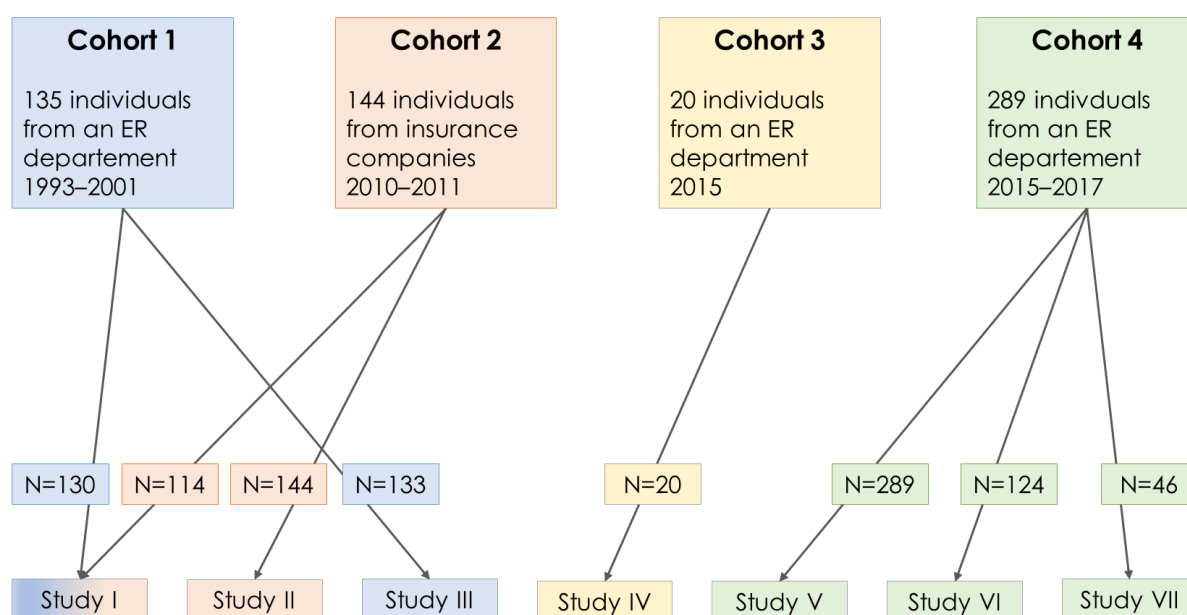 Cohort 1
135 individuals
from an ER
departement
1993–2001
Cohort 2
144 individuals
from insurance
companies
2010–2011
Cohort 3
20 individuals
from an ER
department
2015
Cohort 4
289 indivduals
from an ER
departement
2015–2017
N=130
N=114
N=144
N=133
N=20
N=289
N=124
N=46
Study I
Study II
Study III
Study IV
Study V
Study VI
Study VII